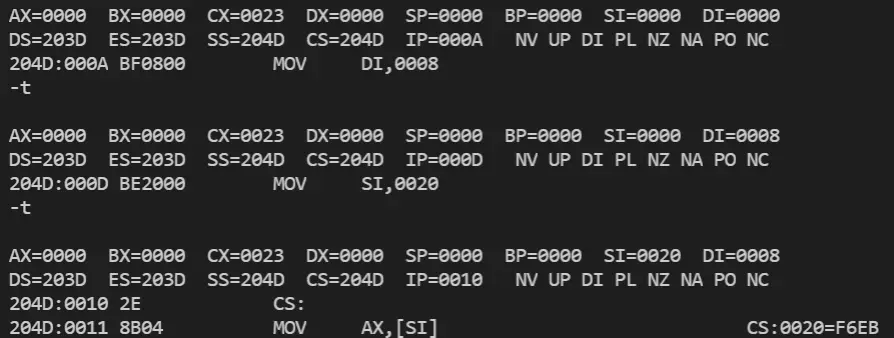 AX=0000  BX=0000  CX=0023  DX=0000  SP=0000  BP=0000  SI=0000  DI=0000
DS=203D  ES=203D  SS=204D  CS=204D  IP=000A   NV UP DI PL NZ NA PO NC
204D:000A BF0800        MOV     DI,0008
-t
AX=0000  BX=0000  CX=0023  DX=0000  SP=0000  BP=0000  SI=0000  DI=0008
DS=203D  ES=203D  SS=204D  CS=204D  IP=000D   NV UP DI PL NZ NA PO NC
204D:000D BE2000        MOV     SI,0020
-t
AX=0000  BX=0000  CX=0023  DX=0000  SP=0000  BP=0000  SI=0020  DI=0008
DS=203D  ES=203D  SS=204D  CS=204D  IP=0010   NV UP DI PL NZ NA PO NC
204D:0010 2E            CS:
204D:0011 8B04          MOV     AX,[SI]                            CS:0020=F6EB